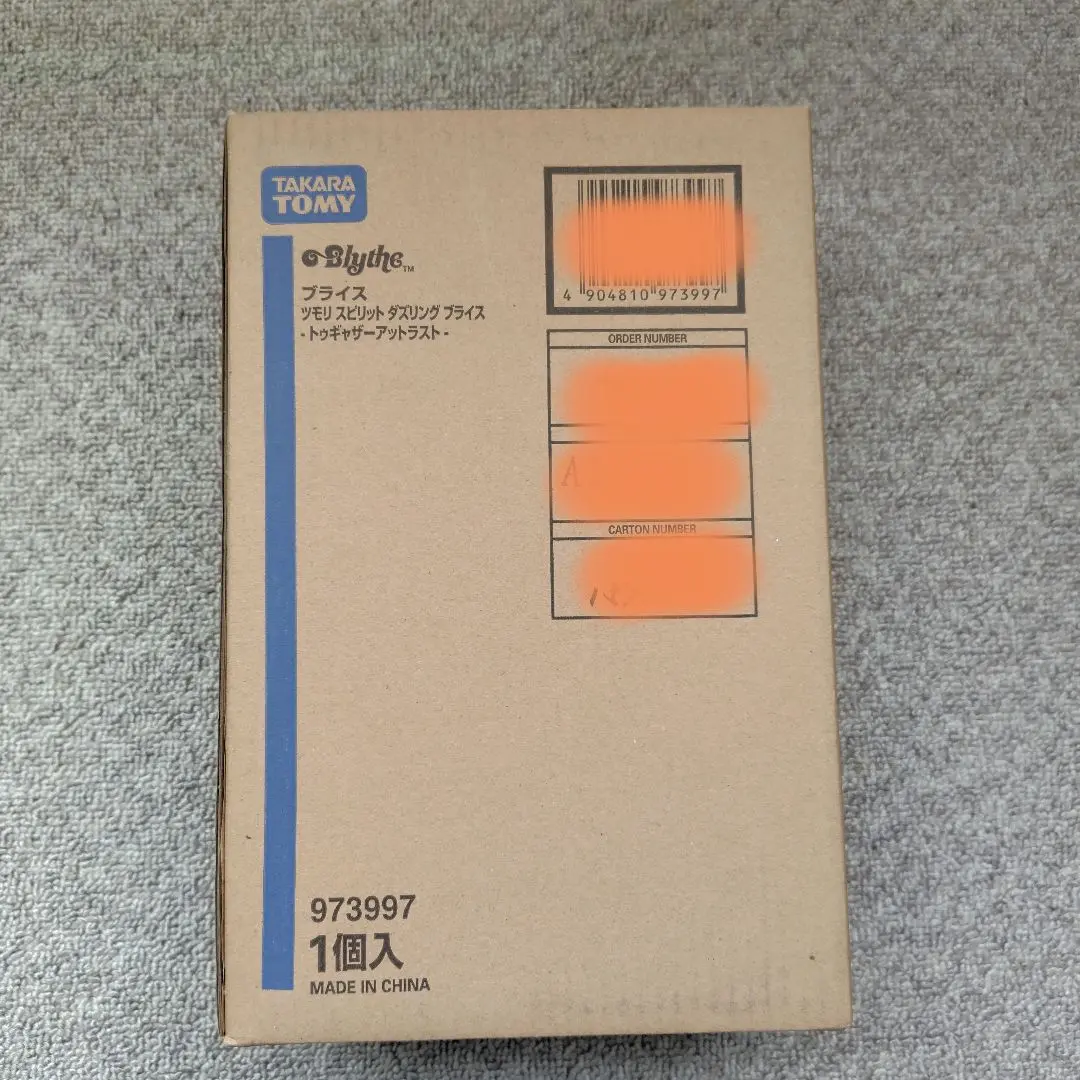 TAKARA
TOMY
Blythe™
ブライス
ツモリ スピリット ダズリング ブライス
- トゥギャザーアットラスト -
4 904810 973997
ORDER NUMBER
A
CARTON NUMBER
973997
1個入
MADE IN CHINA